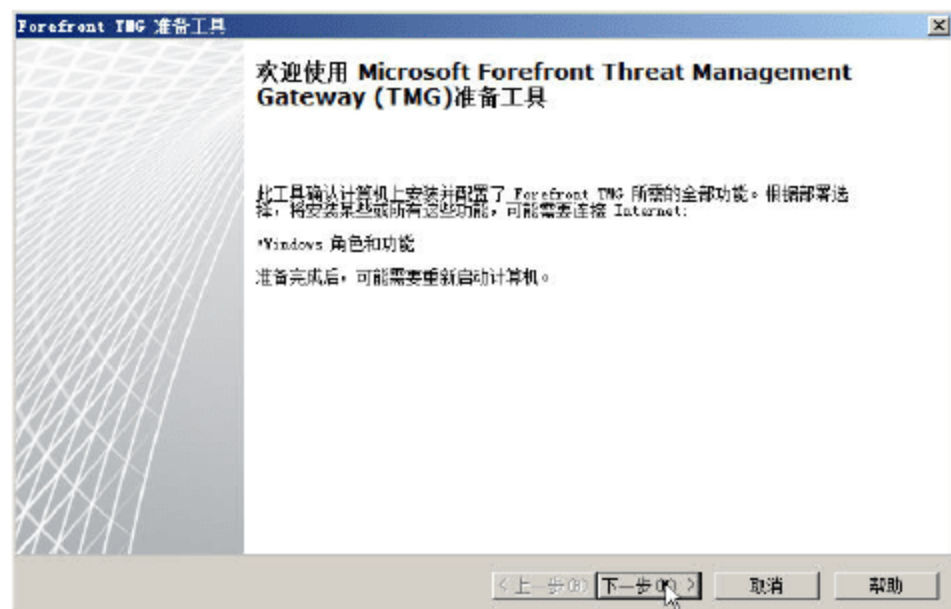 Forefront TMG 准备工具
欢迎使用 Microsoft Forefront Threat Management
Gateway (TMG)准备工具
此工具确认计算机上安装并配置了 Forefront TMG 所需的全部功能。根据部署选
择，将安装某些或所有这些功能，可能需要连接 Internet:
•Windows 角色和功能
准备完成后，可能需要重新启动计算机。
<上一步(B) 下一步(N) > 取消 帮助